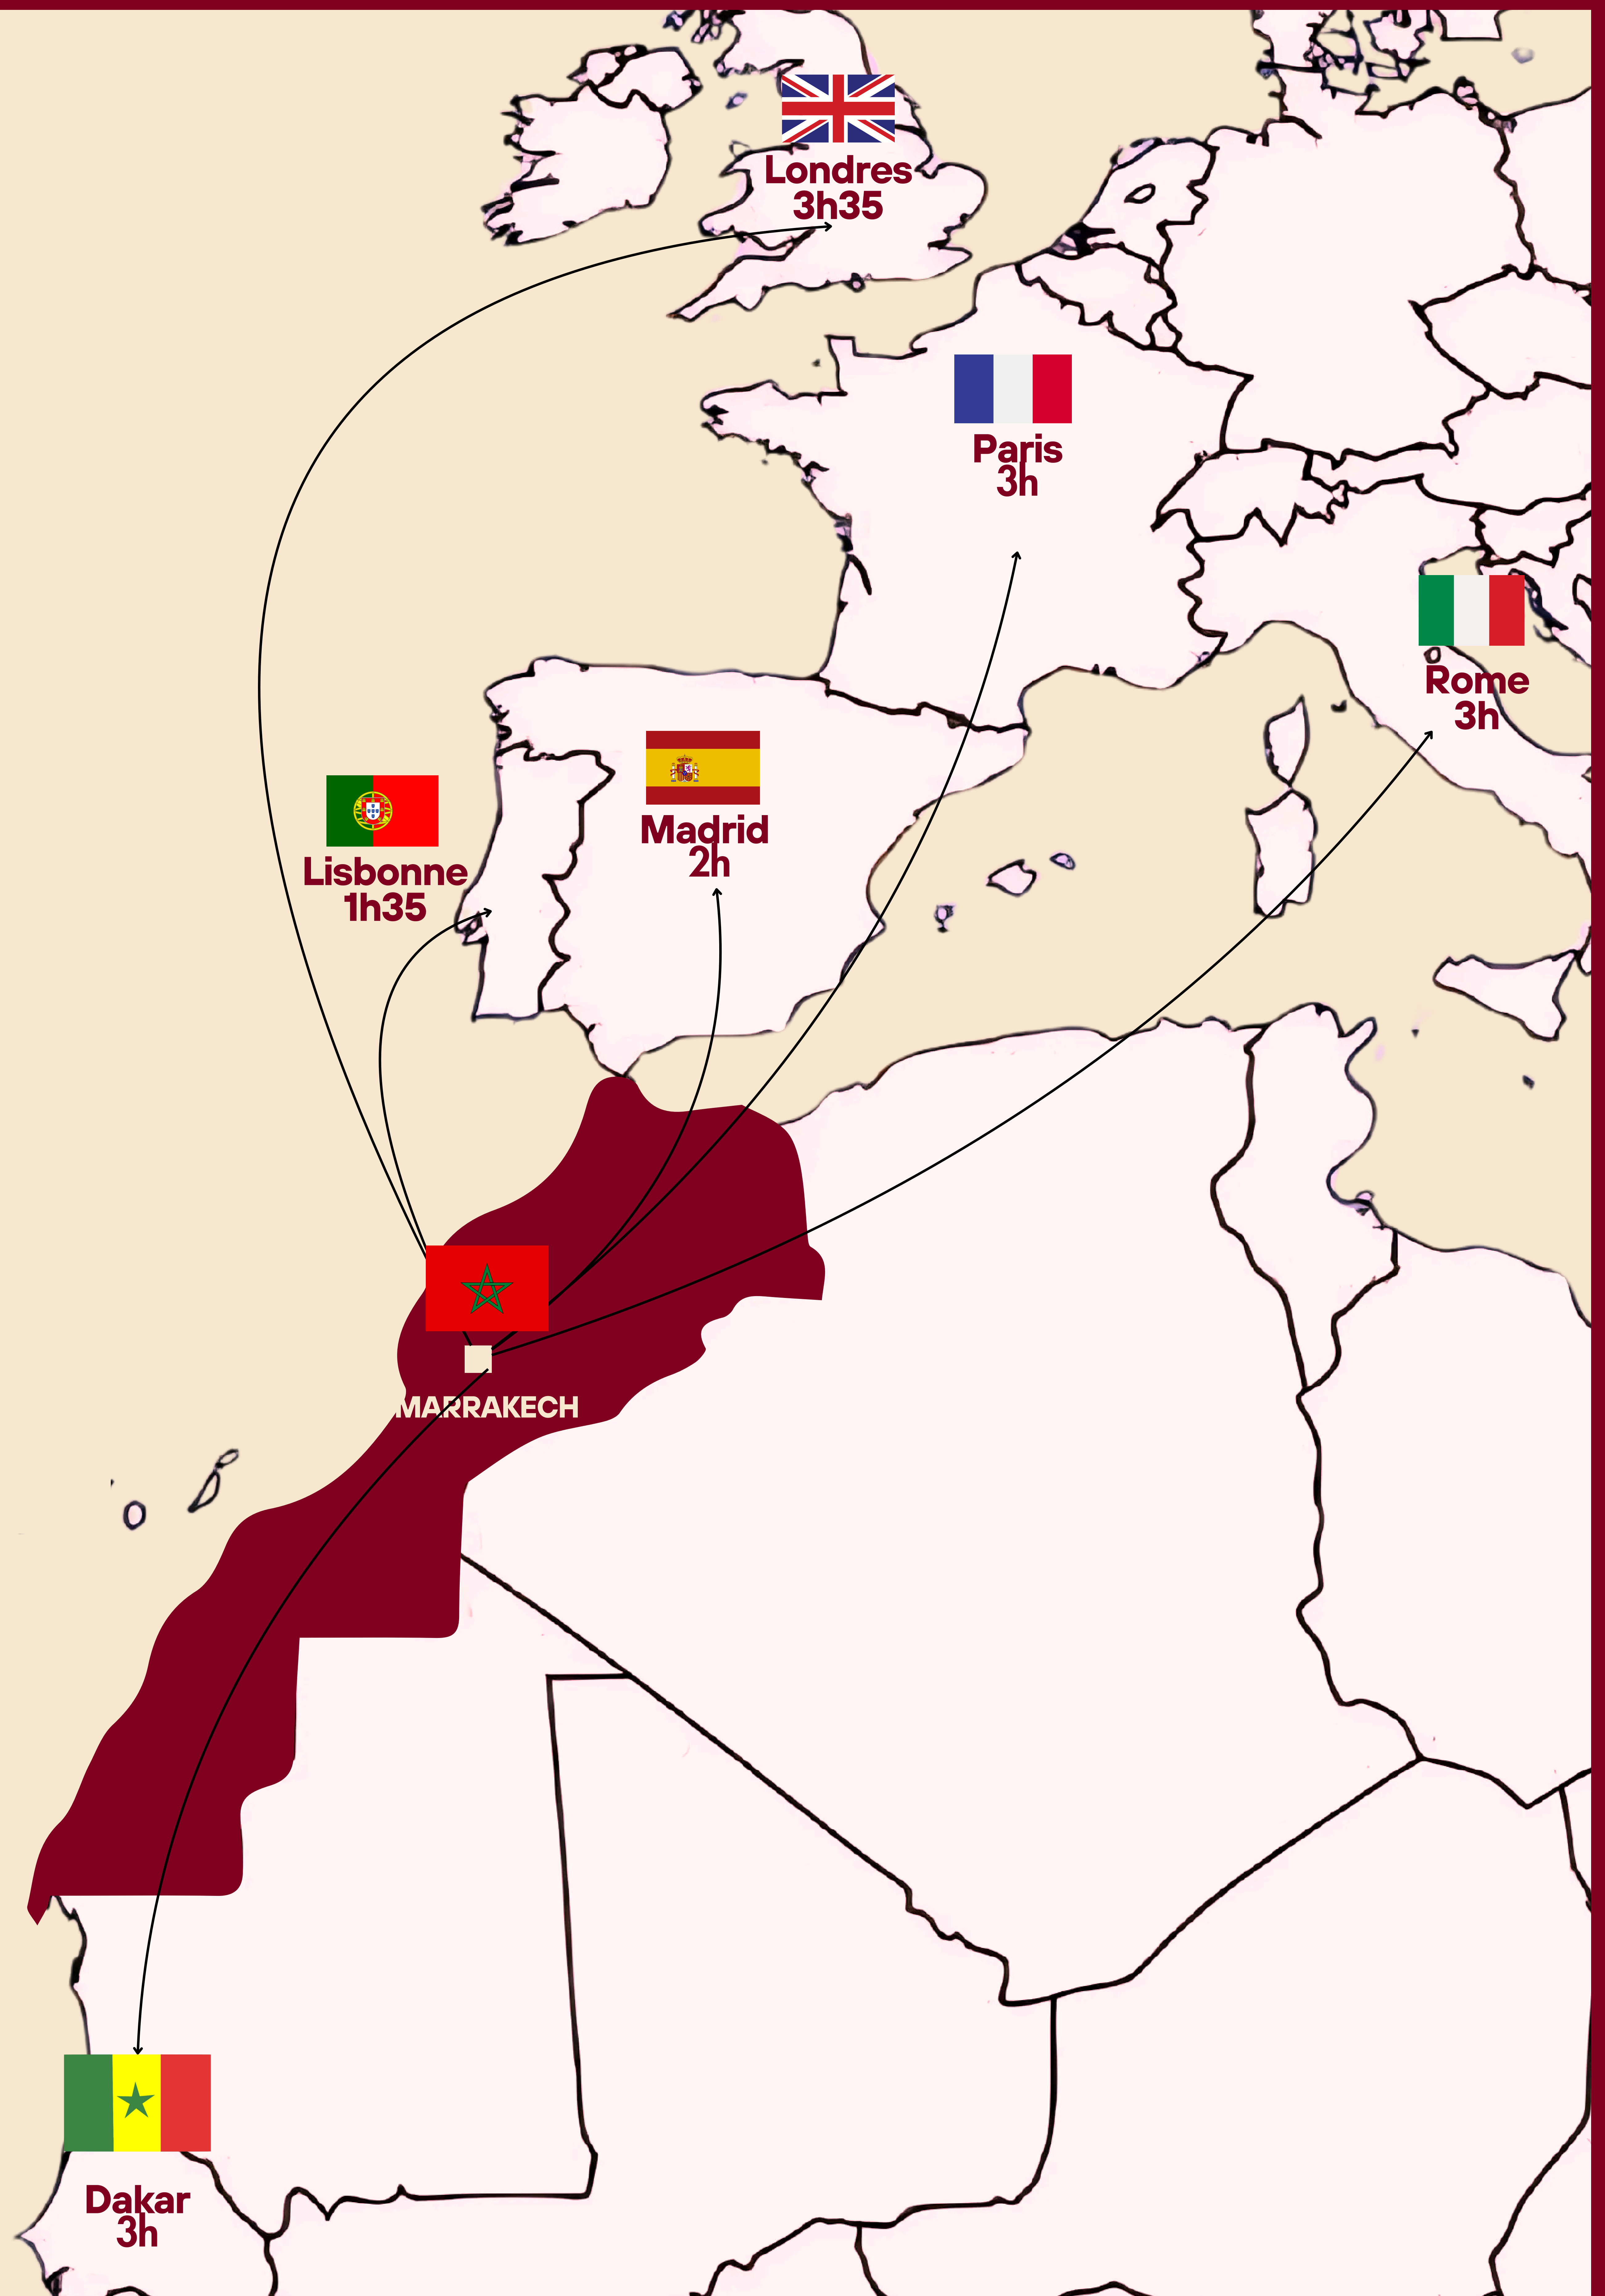 Londres
3h35
Paris
3h
Rome
3h
Madrid
2h
Lisbonne
1h35
MARRAKECH
Dakar
3h